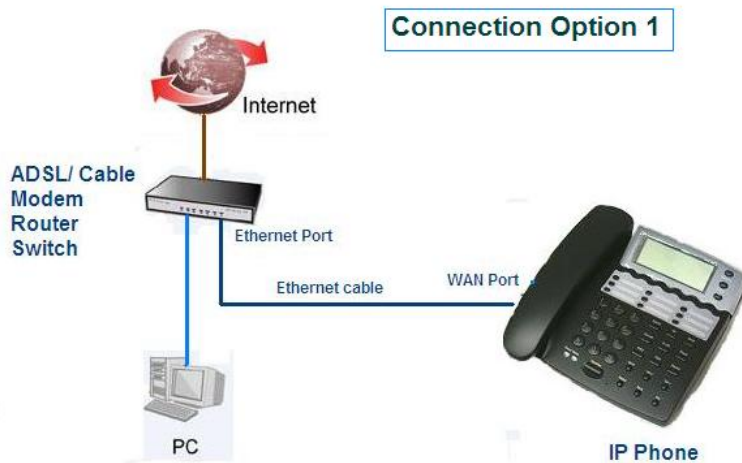 Connection Option 1
Internet
ADSL/ Cable
Modem
Router
Switch
Ethernet Port
Ethernet cable
WAN Port
PC
IP Phone